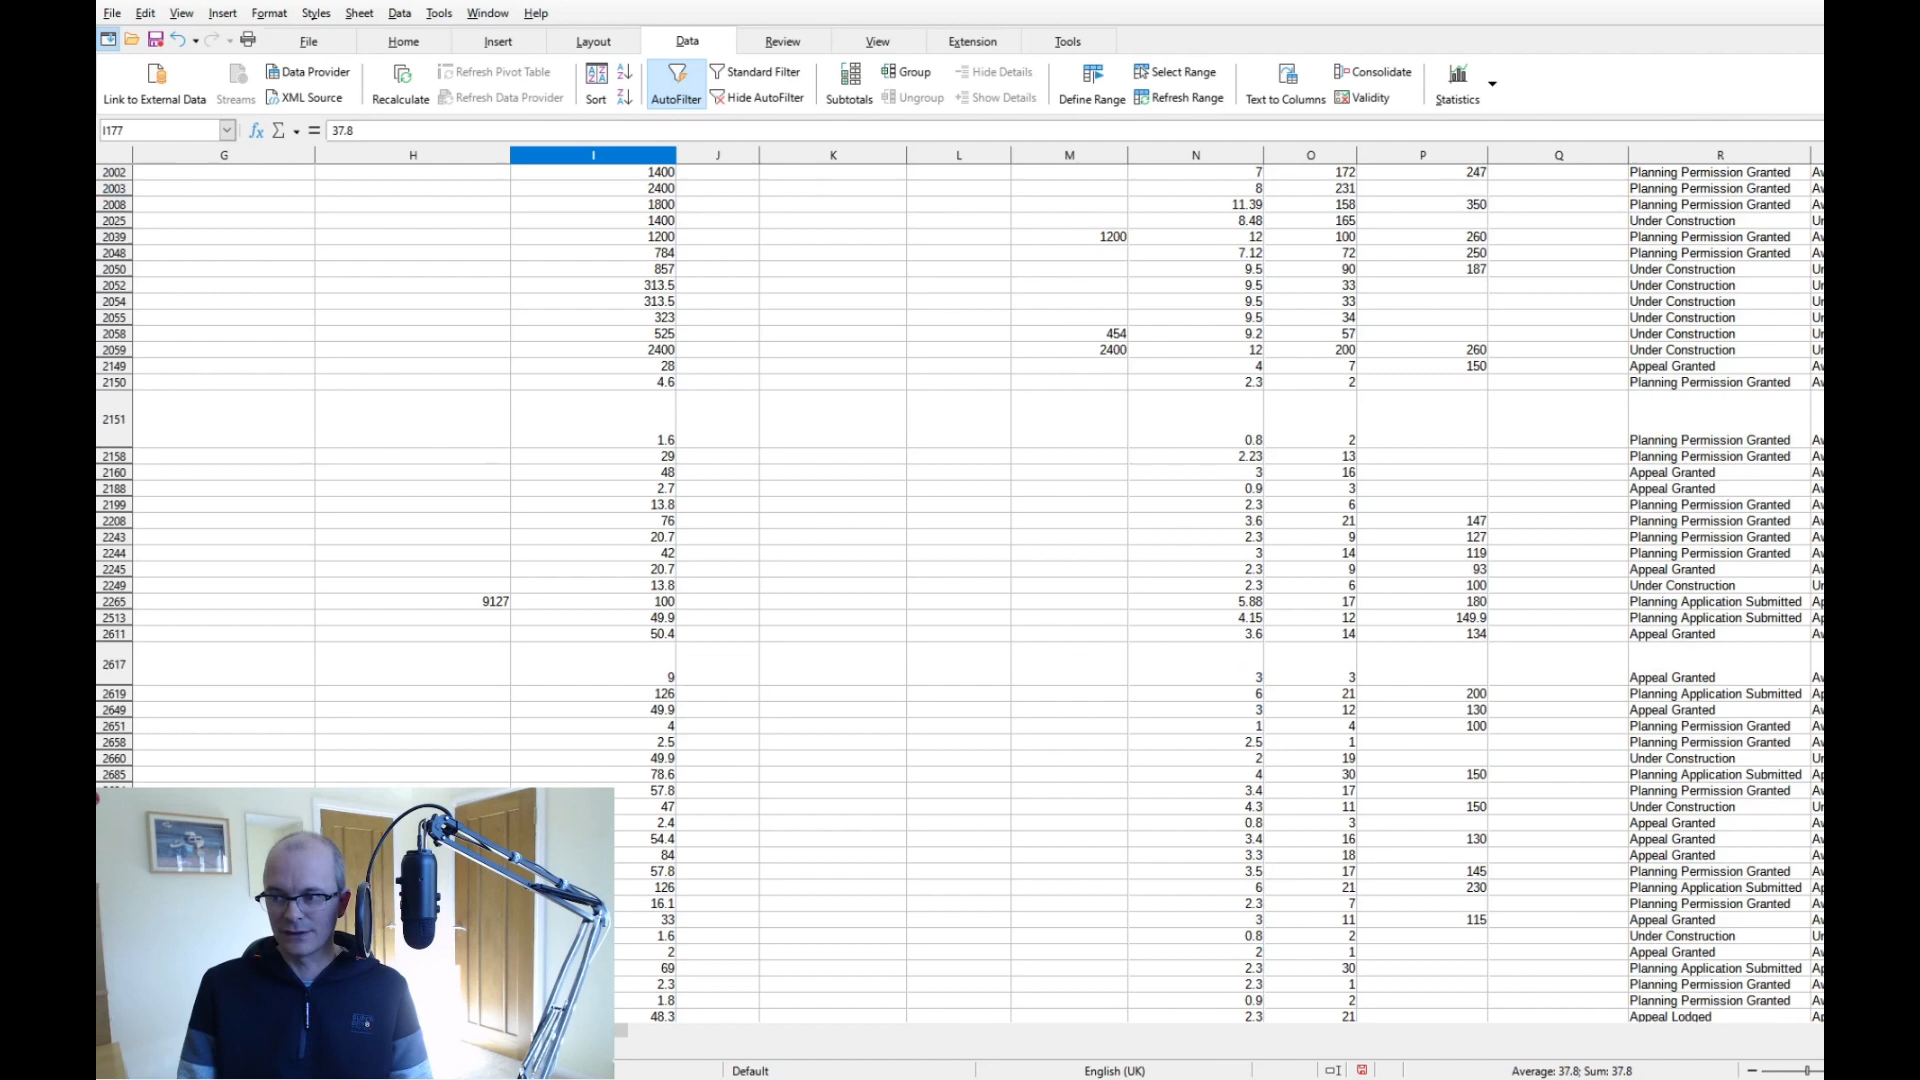 File Edit View Insert Format Styles Sheet Data Tools Window Help
File Home Insert Layout Data Review View Extension Tools
Link to External Data Streams Data Provider XML Source Recalculate Refresh Pivot Table Refresh Data Provider Sort AutoFilter Standard Filter Hide AutoFilter Subtotals Group Ungroup Hide Details Show Details Define Range Select Range Refresh Range Text to Columns Consolidate Validity Statistics
I177 37.8
G H I J K L M N O P Q R
2002 1400 7 172 247 Planning Permission Granted
2003 2400 8 231 Planning Permission Granted
2008 1800 11.39 158 350 Planning Permission Granted
2025 1400 8.48 165 Under Construction
2039 1200 1200 12 100 260 Planning Permission Granted
2048 784 7.12 72 250 Planning Permission Granted
2050 857 9.5 90 187 Under Construction
2052 313.5 9.5 33 Under Construction
2054 313.5 9.5 33 Under Construction
2055 323 9.5 34 Under Construction
2058 525 454 9.2 57 Under Construction
2059 2400 2400 12 200 260 Under Construction
2149 28 4 7 150 Appeal Granted
2150 4.6 2.3 2 Planning Permission Granted
2151 1.6 0.8 2 Planning Permission Granted
2158 29 2.23 13 Planning Permission Granted
2160 48 3 16 Appeal Granted
2188 2.7 0.9 3 Appeal Granted
2199 13.8 2.3 6 Planning Permission Granted
2208 76 3.6 21 147 Planning Permission Granted
2243 20.7 2.3 9 127 Planning Permission Granted
2244 42 3 14 119 Planning Permission Granted
2245 20.7 2.3 9 93 Appeal Granted
2249 13.8 2.3 6 100 Under Construction
2265 9127 100 5.88 17 180 Planning Application Submitted
2513 49.9 4.15 12 149.9 Planning Application Submitted
2611 50.4 3.6 14 134 Appeal Granted
2617 9 3 3 Appeal Granted
2619 126 6 21 200 Planning Application Submitted
2649 49.9 3 12 130 Appeal Granted
2651 4 1 4 100 Planning Permission Granted
2658 2.5 2.5 1 Planning Permission Granted
2660 49.9 2 19 Under Construction
2685 78.6 4 30 150 Planning Application Submitted
57.8 3.4 17 Planning Permission Granted
47 4.3 11 150 Under Construction
2.4 0.8 3 Appeal Granted
54.4 3.4 16 130 Appeal Granted
84 3.3 18 Appeal Granted
57.8 3.5 17 145 Planning Permission Granted
126 6 21 230 Planning Application Submitted
16.1 2.3 7 Planning Permission Granted
33 3 11 115 Appeal Granted
1.6 0.8 2 Under Construction
2 2 1 Appeal Granted
69 2.3 30 Planning Application Submitted
2.3 2.3 1 Planning Permission Granted
1.8 0.9 2 Planning Permission Granted
48.3 2.3 21 Appeal Lodged
Default English (UK) Average: 37.8; Sum: 37.8